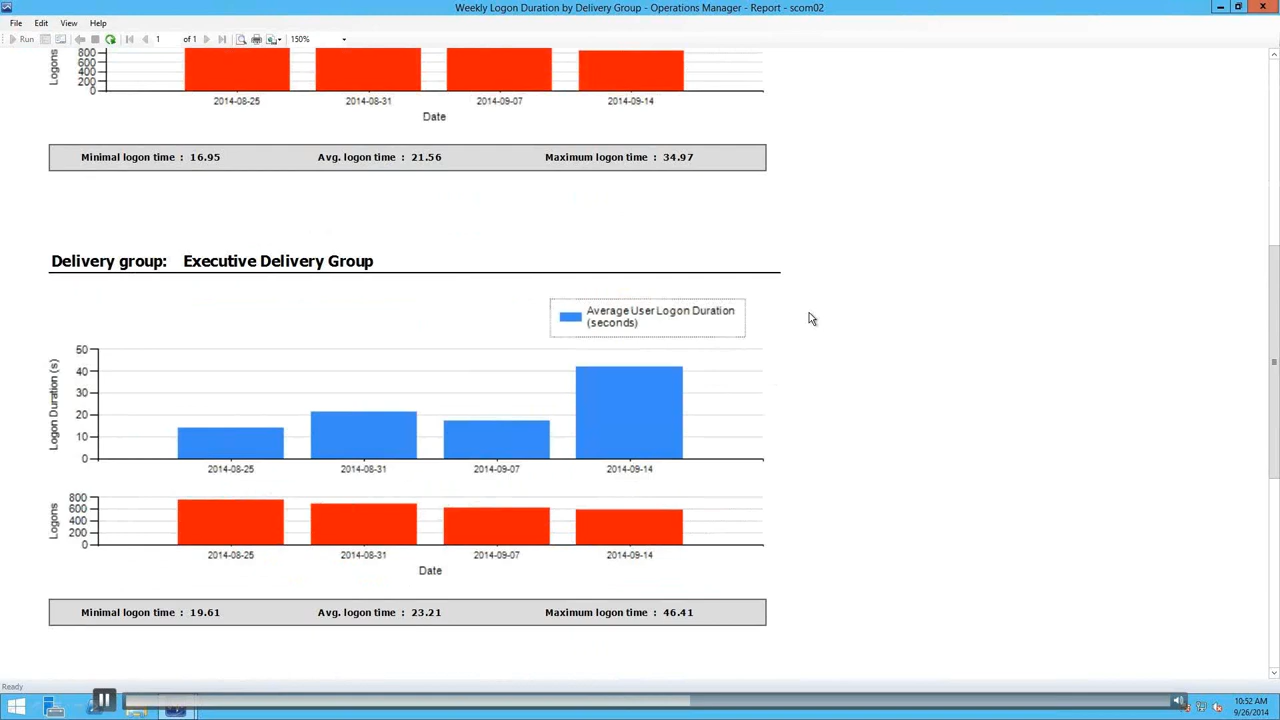 Weekly Logon Duration by Delivery Group - Operations Manager - Report - scom02
File Edit View Help
Run 1 of 1 150%
Logons
800
600
400
200
0
2014-08-25 2014-08-31 2014-09-07 2014-09-14
Date
Minimal logon time : 16.95 Avg. logon time : 21.56 Maximum logon time : 34.97
Delivery group: Executive Delivery Group
Average User Logon Duration
(seconds)
Logon Duration (s)
50
40
30
20
10
0
2014-08-25 2014-08-31 2014-09-07 2014-09-14
Logons
800
600
400
200
0
2014-08-25 2014-08-31 2014-09-07 2014-09-14
Date
Minimal logon time : 19.61 Avg. logon time : 23.21 Maximum logon time : 46.41
Ready
10:52 AM
9/26/2014